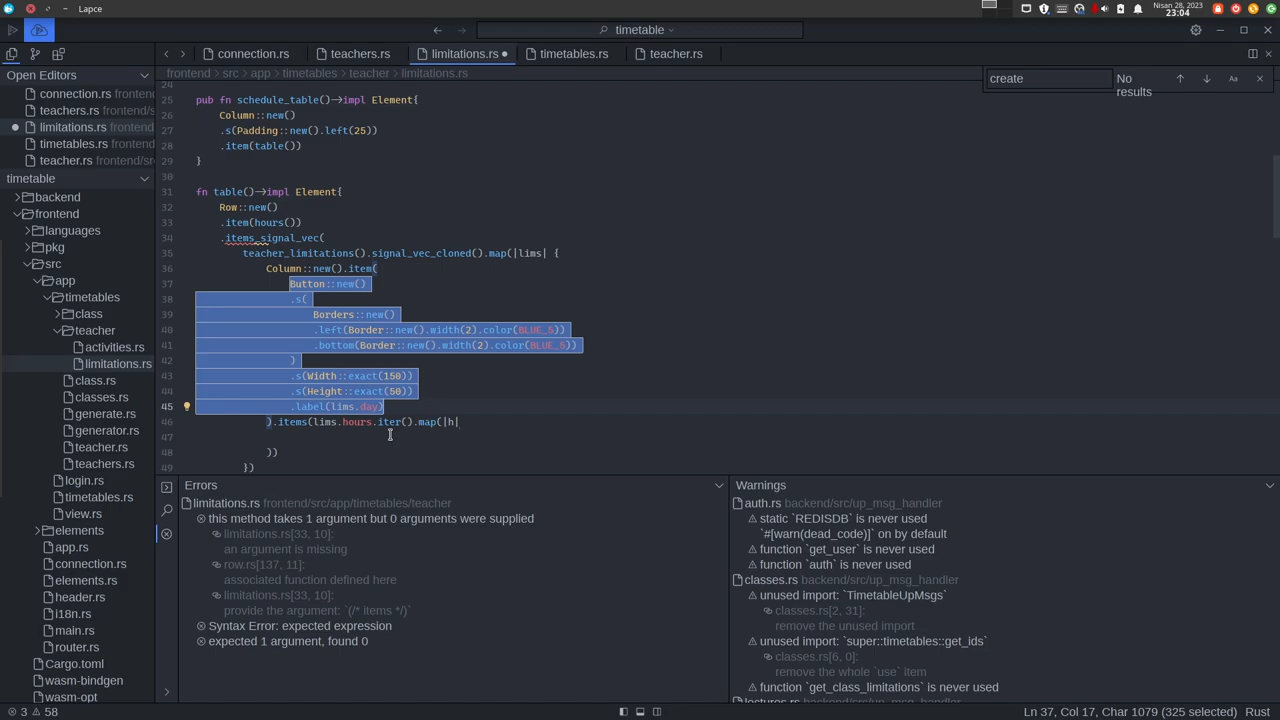 Lapce
Nisan 28, 2023
23:04
timetable
connection.rs
teachers.rs
limitations.rs
timetables.rs
teacher.rs
Open Editors
connection.rs frontend
teachers.rs frontend/s
limitations.rs frontend
timetables.rs frontend
teacher.rs frontend/src
timetable
backend
frontend
languages
pkg
src
app
timetables
class
teacher
activities.rs
limitations.rs
class.rs
classes.rs
generate.rs
generator.rs
teacher.rs
teachers.rs
login.rs
timetables.rs
view.rs
elements
app.rs
connection.rs
elements.rs
header.rs
i18n.rs
main.rs
router.rs
Cargo.toml
wasm-bindgen
wasm-opt
frontend > src > app > timetables > teacher > limitations.rs
create
No results
Aa
24
25 pub fn schedule_table()->impl Element{
26 Column::new()
27 .s(Padding::new().left(25))
28 .item(table())
29 }
30
31 fn table()->impl Element{
32 Row::new()
33 .item(hours())
34 .items_signal_vec(
35 teacher_limitations().signal_vec_cloned().map(|lims| {
36 Column::new().item(
37 Button::new()
38 .s(
39 Borders::new()
40 .left(Border::new().width(2).color(BLUE_5))
41 .bottom(Border::new().width(2).color(BLUE_5))
42 )
43 .s(Width::exact(150))
44 .s(Height::exact(50))
45 .label(lims.day)
46 ).items(lims.hours.iter().map(|h|
47
48 ))
49 })
Errors
limitations.rs frontend/src/app/timetables/teacher
this method takes 1 argument but 0 arguments were supplied
limitations.rs[33, 10]:
an argument is missing
row.rs[137, 11]:
associated function defined here
limitations.rs[33, 10]:
provide the argument: `(/* items */)`
Syntax Error: expected expression
expected 1 argument, found 0
Warnings
auth.rs backend/src/up_msg_handler
static `REDISDB` is never used
`#[warn(dead_code)]` on by default
function `get_user` is never used
function `auth` is never used
classes.rs backend/src/up_msg_handler
unused import: `TimetableUpMsgs`
classes.rs[2, 31]:
remove the unused import
unused import: `super::timetables::get_ids`
classes.rs[6, 0]:
remove the whole `use` item
function `get_class_limitations` is never used
lectures.rs backend/src/up_msg_handler
3 58
Ln 37, Col 17, Char 1079 (325 selected) Rust